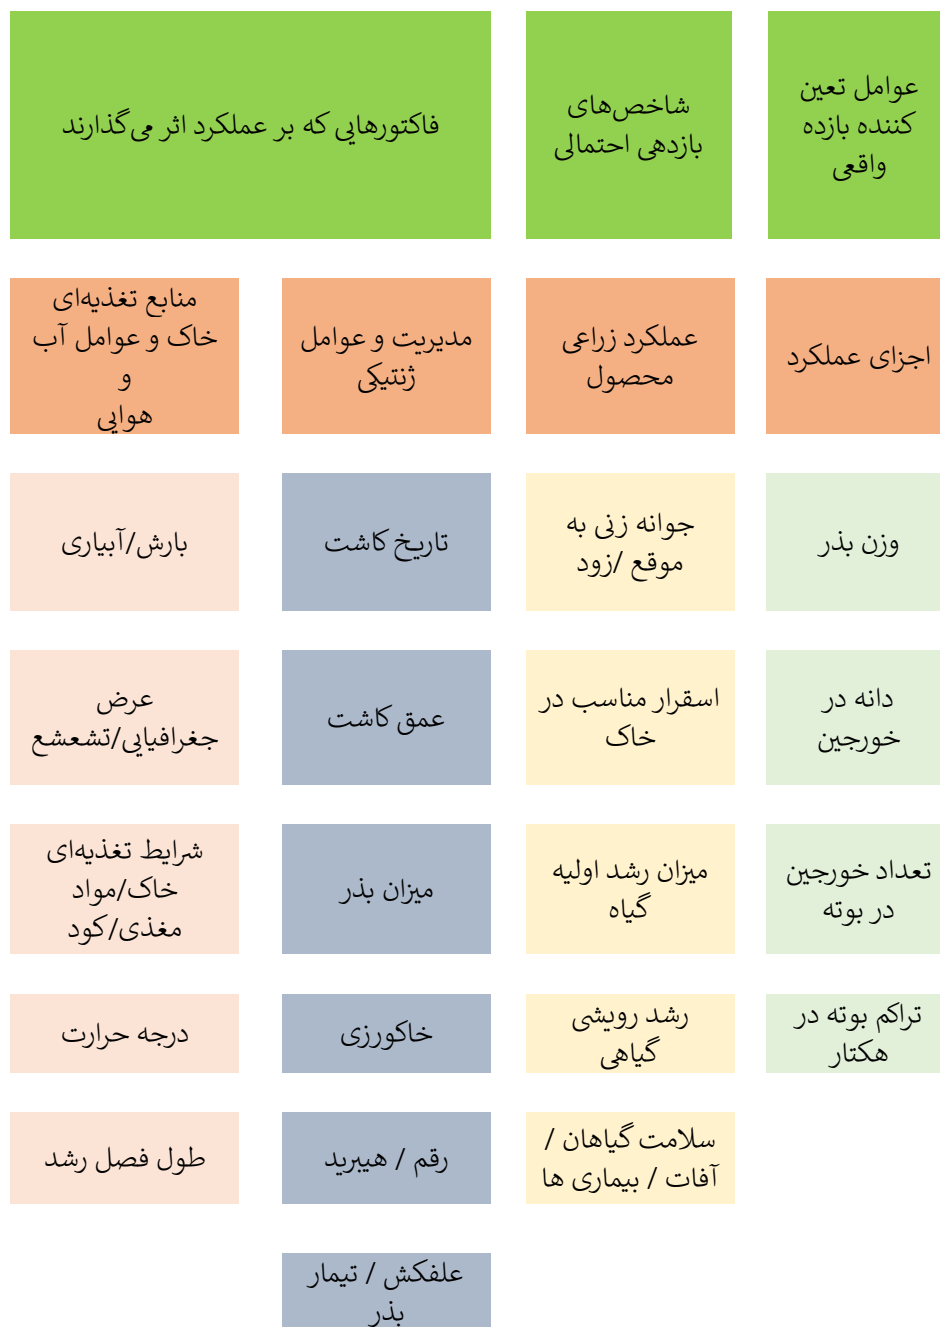 عوامل تعین
کننده بازده
واقعی
شاخص‌های
بازدهی احتمالی
فاکتورهایی که بر عملکرد اثر می‌گذارند
اجزای عملکرد
عملکرد زراعی
محصول
مدیریت و عوامل
ژنتیکی
منابع تغذیه‌ای
خاک و عوامل آب
و
هوایی
وزن بذر
جوانه زنی به
موقع /زود
تاریخ کاشت
بارش/آبیاری
دانه در
خورجین
اسقرار مناسب در
خاک
عمق کاشت
عرض
جغرافیایی/تشعشع
تعداد خورجین
در بوته
میزان رشد اولیه
گیاه
میزان بذر
شرایط تغذیه‌ای
خاک/مواد
مغذی/کود
تراکم بوته در
هکتار
رشد رویشی
گیاهی
خاکورزی
درجه حرارت
سلامت گیاهان /
آفات / بیماری ها
رقم / هیبرید
طول فصل رشد
علفکش / تیمار
بذر